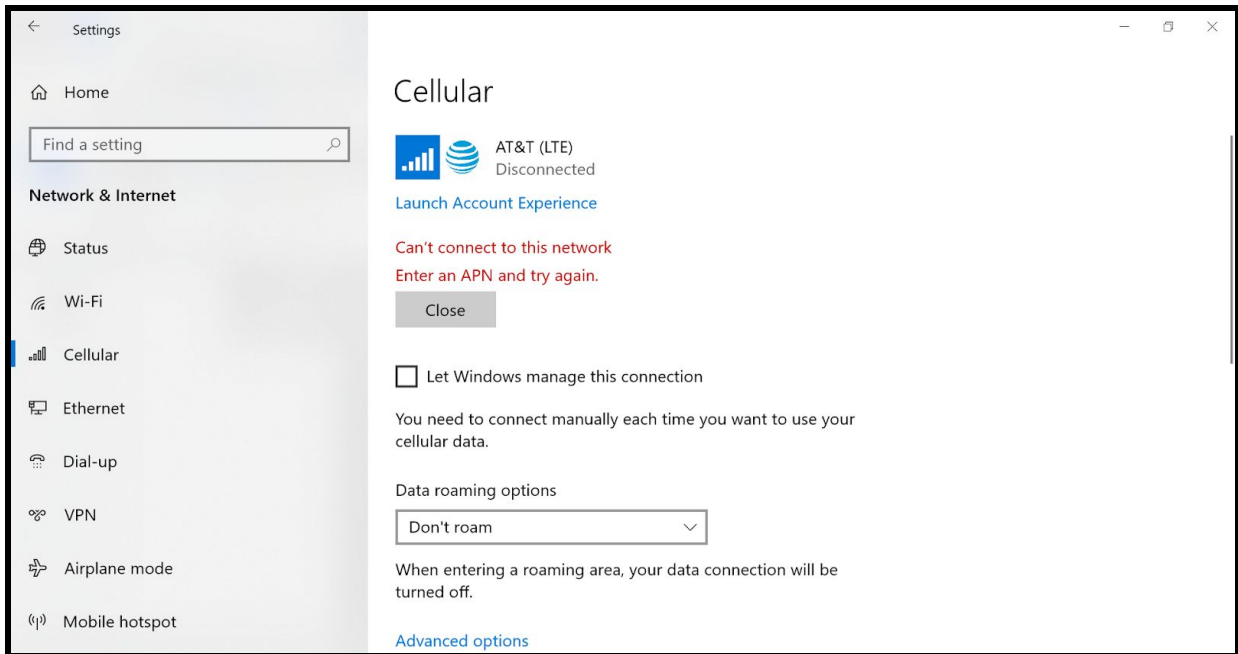 Settings
Home
Find a setting
Network & Internet
Status
Wi-Fi
Cellular
Ethernet
Dial-up
VPN
Airplane mode
Mobile hotspot
Cellular
AT&T (LTE)
Disconnected
Launch Account Experience
Can't connect to this network
Enter an APN and try again.
Close
Let Windows manage this connection
You need to connect manually each time you want to use your
cellular data.
Data roaming options
Don't roam
When entering a roaming area, your data connection will be
turned off.
Advanced options